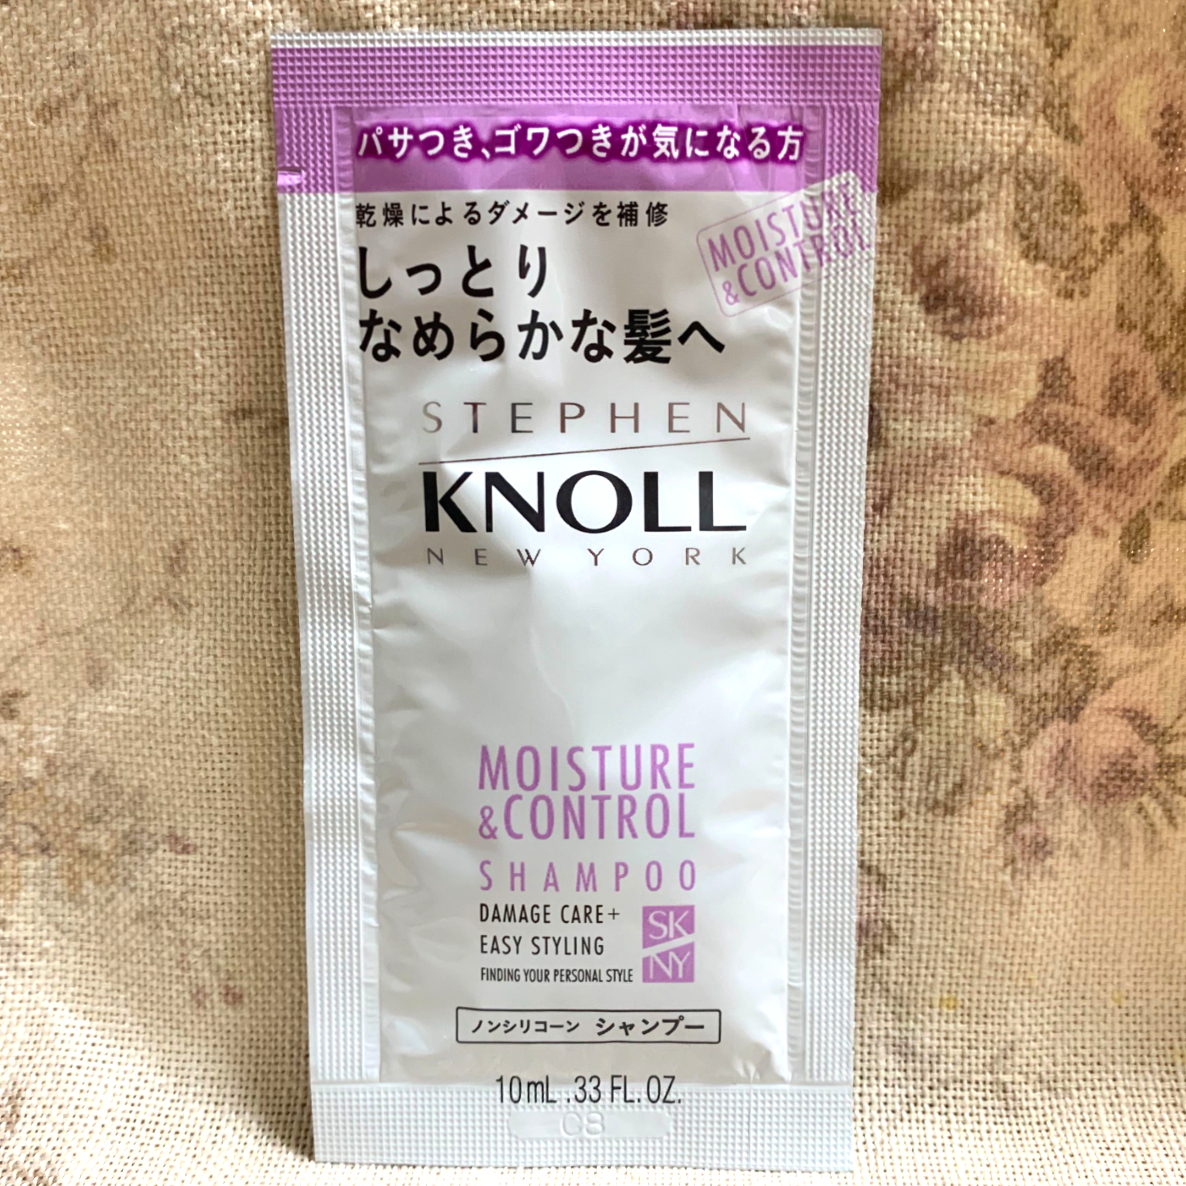 パサつき、ゴワつきが気になる方
乾燥によるダメージを補修
しっとり
なめらかな髪へ
MOISTURE
&CONTROL
STEPHEN
KNOLL
NEW YORK
MOISTURE
&CONTROL
SHAMPOO
DAMAGE CARE+
EASY STYLING
FINDING YOUR PERSONAL STYLE
SK
NY
ノンシリコーン シャンプー
10mL .33 FL.OZ.
C8